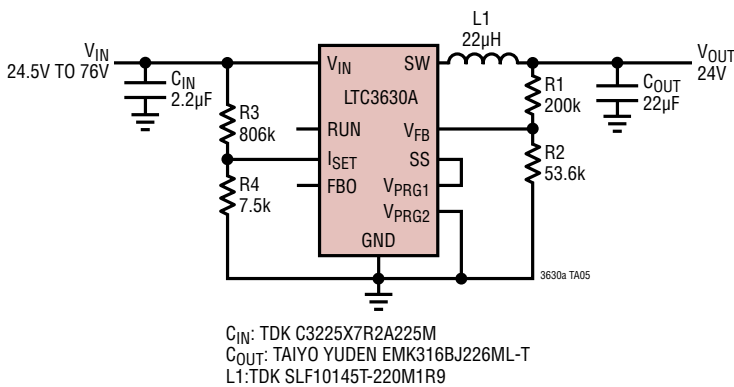 L1
22µH
VIN
24.5V TO 76V
CIN
2.2µF
R3
806k
R4
7.5k
VIN
SW
LTC3630A
RUN
VFB
ISET
SS
FBO
VPRG1
VPRG2
GND
R1
200k
R2
53.6k
COUT
22µF
VOUT
24V
3630a TA05
CIN: TDK C3225X7R2A225M
COUT: TAIYO YUDEN EMK316BJ226ML-T
L1:TDK SLF10145T-220M1R9